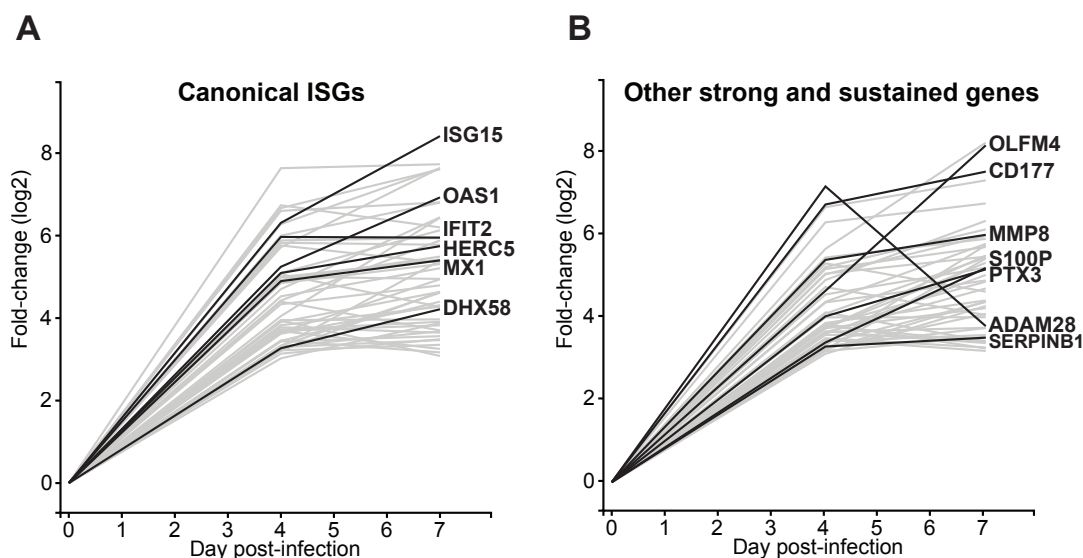 A
Canonical ISGs
Fold-change (log2)
8
6
4
2
0
0 1 2 3 4 5 6 7
Day post-infection
ISG15
OAS1
IFIT2
HERC5
MX1
DHX58
B
Other strong and sustained genes
Fold-change (log2)
8
6
4
2
0
0 1 2 3 4 5 6 7
Day post-infection
OLFM4
CD177
MMP8
S100P
PTX3
ADAM28
SERPINB1